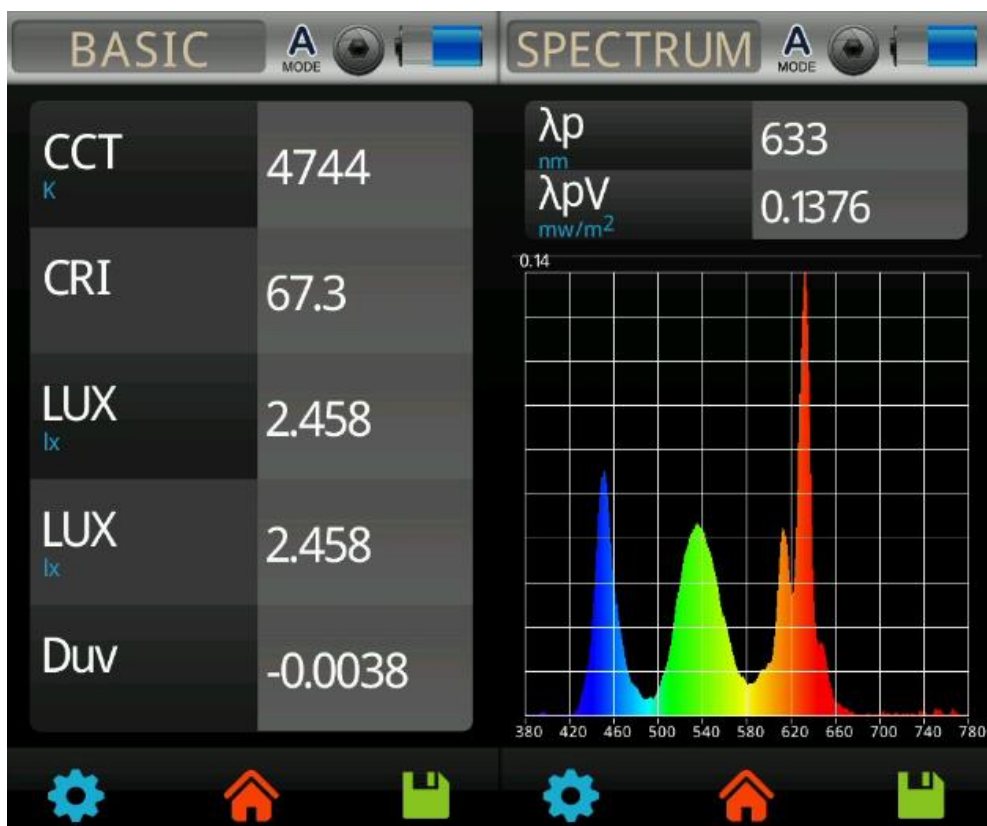 BASIC
A
MODE
CCT
K
4744
CRI
67.3
LUX
lx
2.458
LUX
lx
2.458
Duv
-0.0038
SPECTRUM
A
MODE
λp
nm
633
λpV
mw/m2
0.1376
0.14
380 420 460 500 540 580 620 660 700 740 780